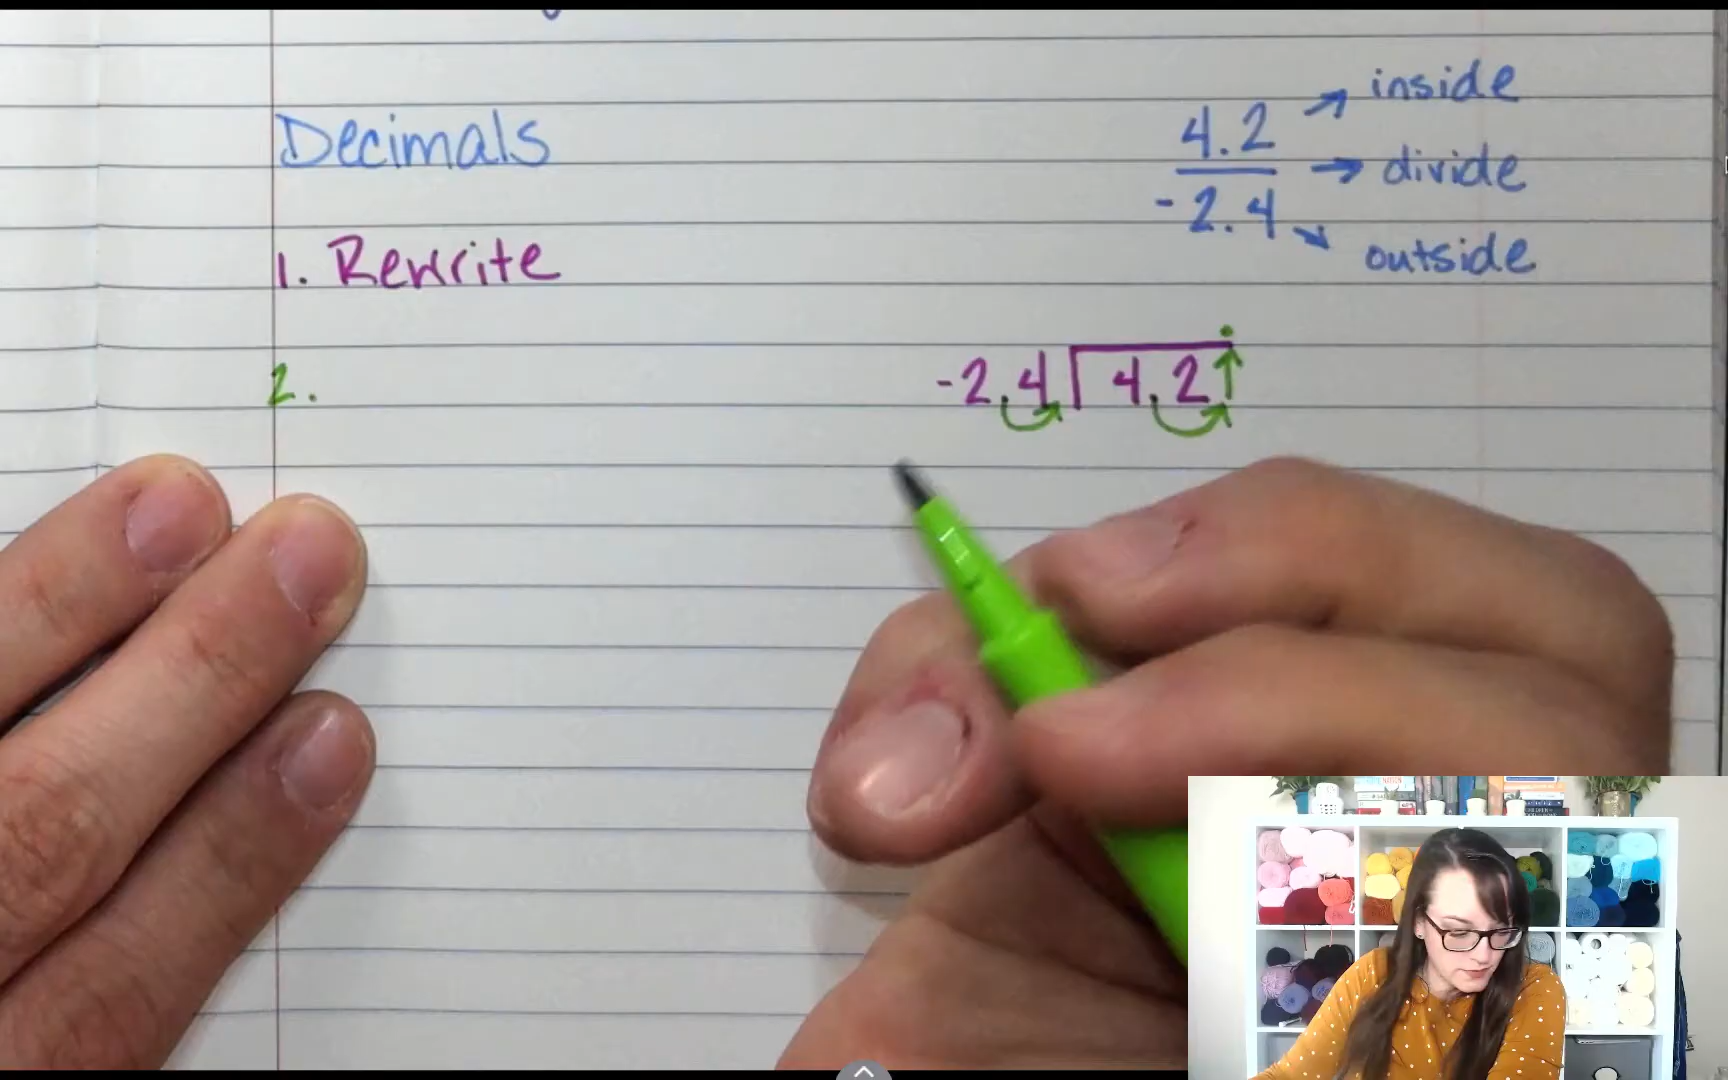 Decimals
4.2 → inside
→ divide
-2.4 → outside
1. Rewrite
2.
-2.4 4.2